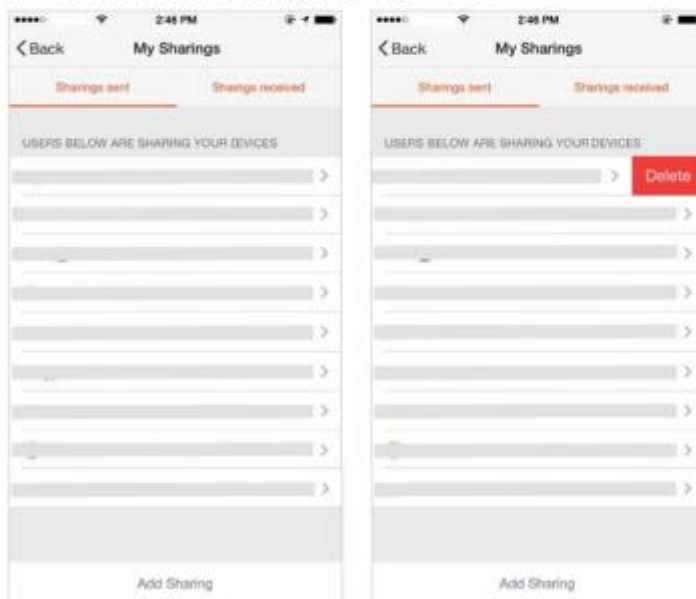 2:46 PM
Back
My Sharings
Sharings sent
Sharings received
USERS BELOW ARE SHARING YOUR DEVICES
Add Sharing
2:46 PM
Back
My Sharings
Sharings sent
Sharings received
USERS BELOW ARE SHARING YOUR DEVICES
Delete
Add Sharing